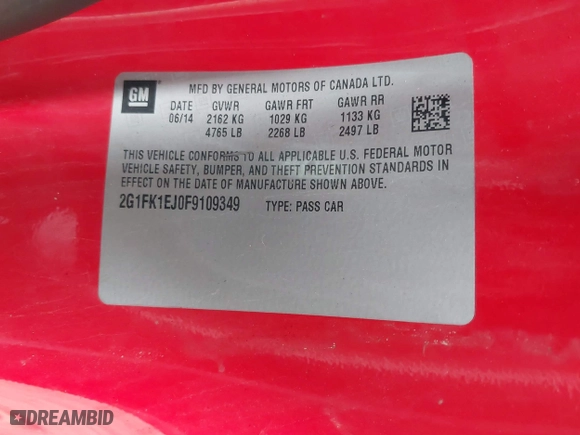 GM
MFD BY GENERAL MOTORS OF CANADA LTD.
DATE GVWR GAWR FRT GAWR RR
06/14 2162 KG 1029 KG 1133 KG
4765 LB 2268 LB 2497 LB
THIS VEHICLE CONFORMS TO ALL APPLICABLE U.S. FEDERAL MOTOR
VEHICLE SAFETY, BUMPER, AND THEFT PREVENTION STANDARDS IN
EFFECT ON THE DATE OF MANUFACTURE SHOWN ABOVE.
2G1FK1EJ0F9109349 TYPE: PASS CAR
DREAMBID